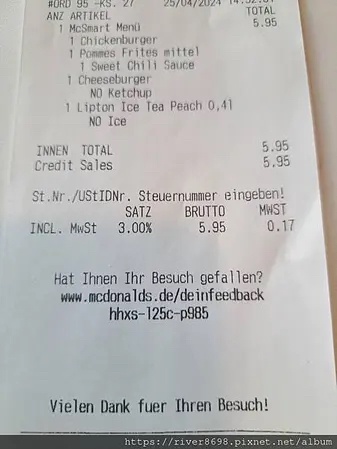 #ORD 95 -KS. 27 25/04/2024 14:52:07
ANZ ARTIKEL TOTAL
1 McSmart Menü 5.95
1 Chickenburger
1 Pommes Frites mittel
1 Sweet Chili Sauce
1 Cheeseburger
NO Ketchup
1 Lipton Ice Tea Peach 0,4l
NO Ice
INNEN TOTAL 5.95
Credit Sales 5.95
St.Nr./UStIDNr. Steuernummer eingeben!
SATZ BRUTTO MWST
INCL. MwSt 3.00% 5.95 0.17
Hat Ihnen Ihr Besuch gefallen?
www.mcdonalds.de/deinfeedback
hhxs-l25c-p985
Vielen Dank fuer Ihren Besuch!
https://river8698.pixnet.net/album